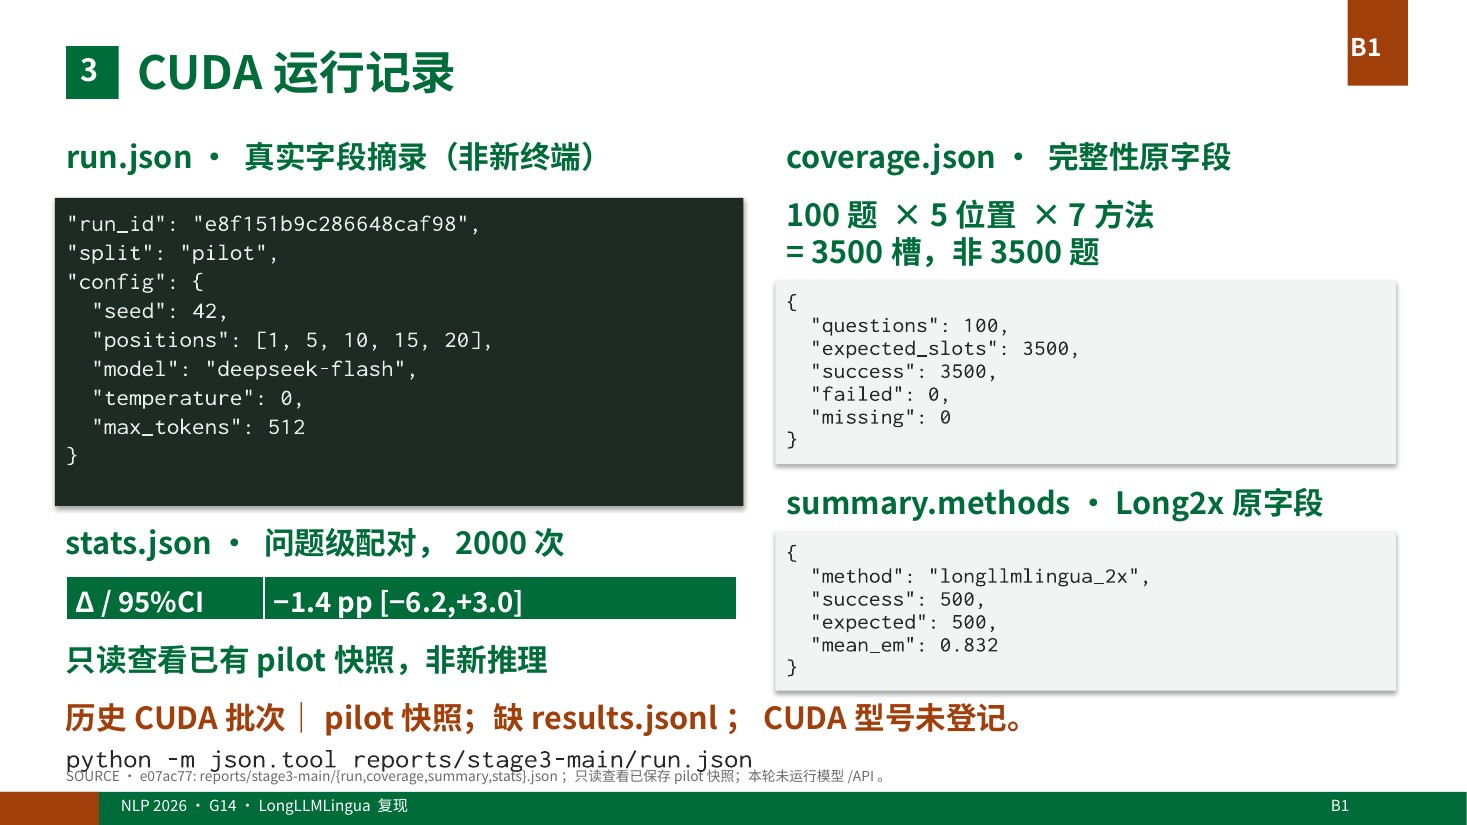 B1
3 CUDA 运行记录
run.json · 真实字段摘录（非新终端）
"run_id": "e8f151b9c286648caf98",
"split": "pilot",
"config": {
  "seed": 42,
  "positions": [1, 5, 10, 15, 20],
  "model": "deepseek-flash",
  "temperature": 0,
  "max_tokens": 512
}
stats.json · 问题级配对，2000 次
Δ / 95%CI −1.4 pp [−6.2,+3.0]
只读查看已有 pilot 快照，非新推理
coverage.json · 完整性原字段
100 题 × 5 位置 × 7 方法
= 3500 槽，非 3500 题
{
  "questions": 100,
  "expected_slots": 3500,
  "success": 3500,
  "failed": 0,
  "missing": 0
}
summary.methods · Long2x 原字段
{
  "method": "longllmlingua_2x",
  "success": 500,
  "expected": 500,
  "mean_em": 0.832
}
历史 CUDA 批次｜ pilot 快照；缺 results.jsonl； CUDA 型号未登记。
python -m json.tool reports/stage3-main/run.json
SOURCE · e07ac77: reports/stage3-main/{run,coverage,summary,stats}.json；只读查看已保存 pilot 快照；本轮未运行模型 /API 。
NLP 2026 · G14 · LongLLMLingua 复现
B1